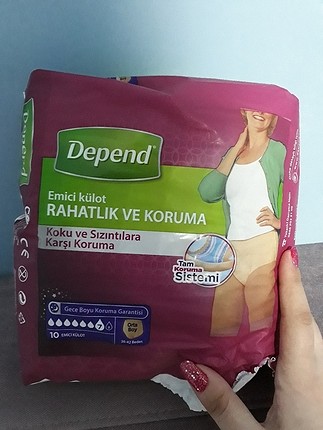 Depend
Emici külot
RAHATLIK VE KORUMA
Koku ve Sızıntılara
Karşı Koruma
Tam
Koruma
Sistemi
Gece Boyu Koruma Garantisi
7
Orta
Boy
10 EMİCİ KÜLOT